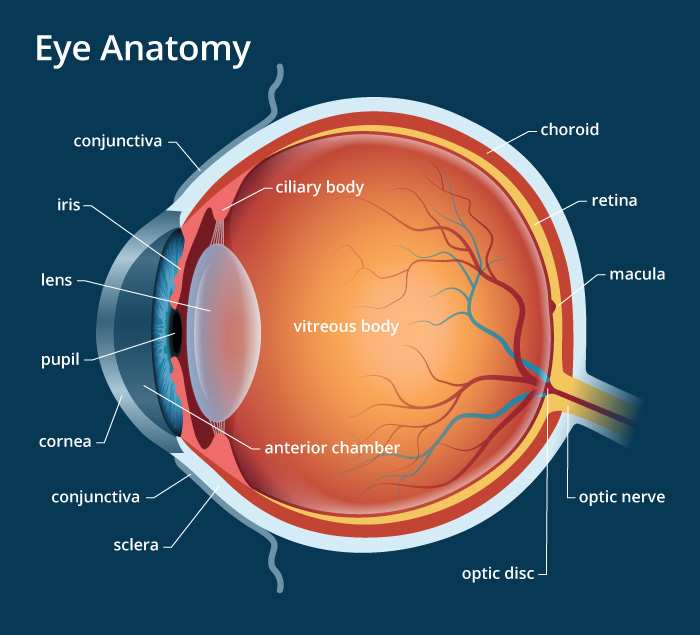 Eye Anatomy
conjunctiva
choroid
ciliary body
iris
retina
lens
macula
vitreous body
pupil
cornea
anterior chamber
conjunctiva
optic nerve
sclera
optic disc